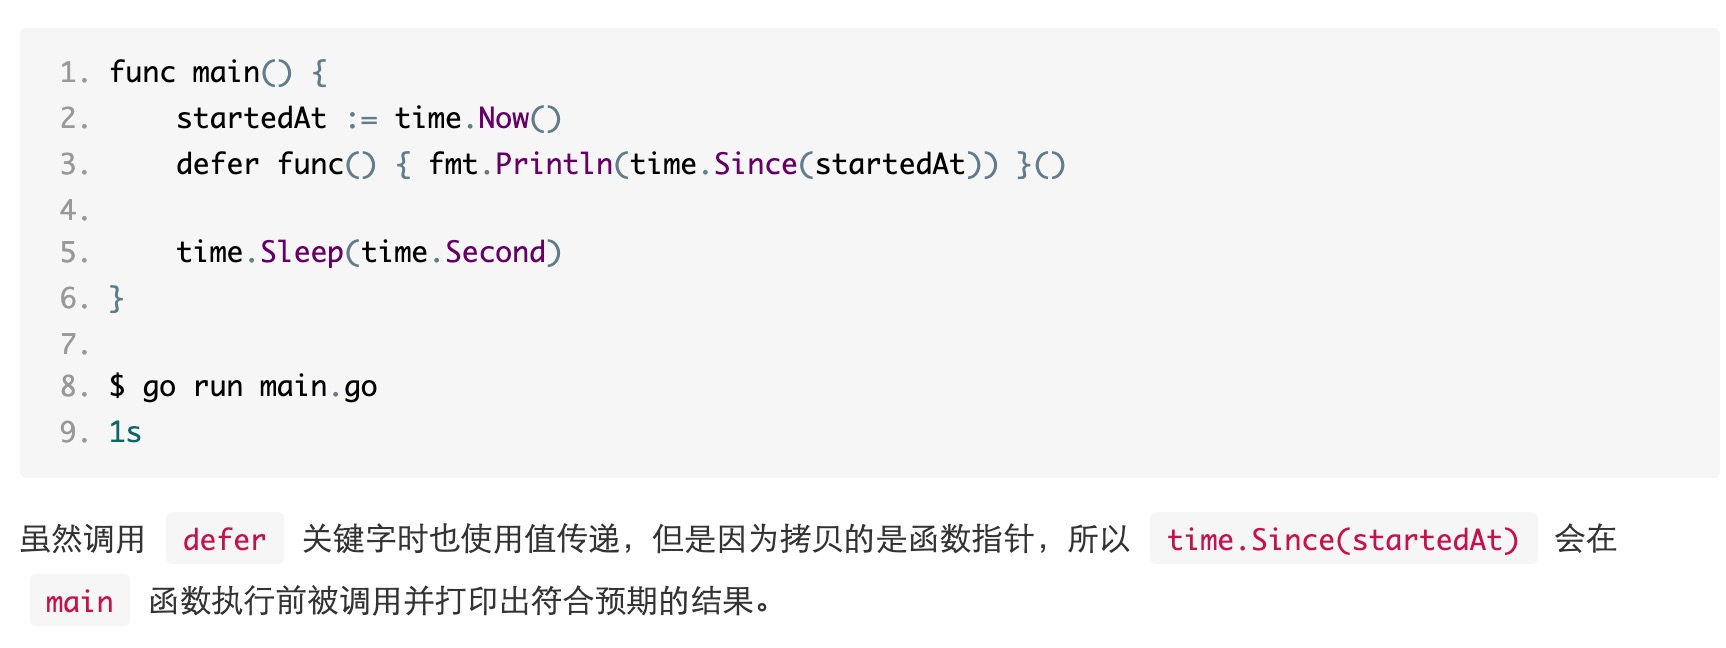 1. func main() {
2.     startedAt := time.Now()
3.     defer func() { fmt.Println(time.Since(startedAt)) }()
4.
5.     time.Sleep(time.Second)
6. }
7.
8. $ go run main.go
9. 1s
虽然调用 defer 关键字时也使用值传递，但是因为拷贝的是函数指针，所以 time.Since(startedAt) 会在
main 函数执行前被调用并打印出符合预期的结果。